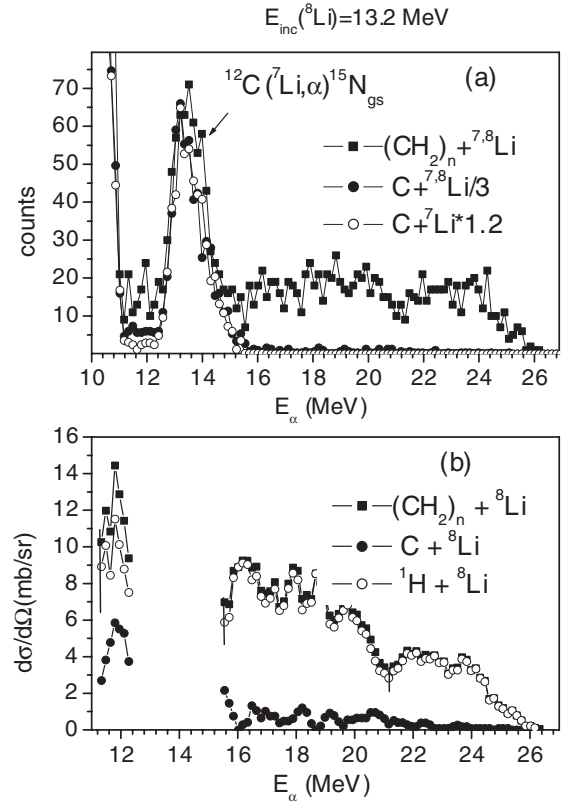 E_inc(⁸Li)=13.2 MeV
(a)
¹²C(⁷Li,α)¹⁵N_gs
(CH₂)ₙ+⁷,⁸Li
C+⁷,⁸Li/3
C+⁷Li*1.2
counts
70
60
50
40
30
20
10
10 12 14 16 18 20 22 24 26
E_α (MeV)
(b)
(CH₂)ₙ + ⁸Li
C + ⁸Li
¹H + ⁸Li
dσ/dΩ(mb/sr)
16
14
12
10
8
6
4
2
0
12 14 16 18 20 22 24 26
E_α (MeV)